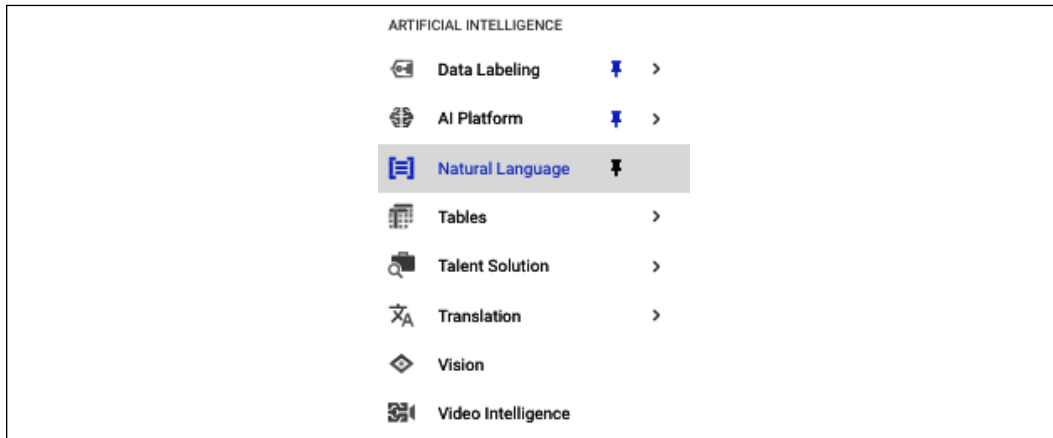 ARTIFICIAL INTELLIGENCE
Data Labeling
AI Platform
Natural Language
Tables
Talent Solution
Translation
Vision
Video Intelligence